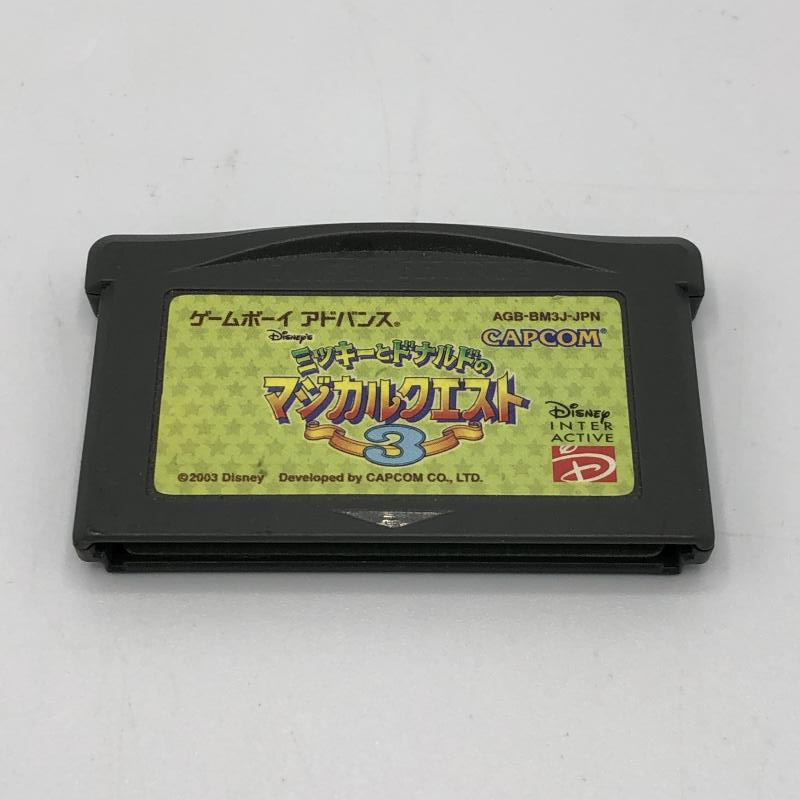 ゲームボーイ アドバンス®
AGB-BM3J-JPN
CAPCOM®
DISNEY'S
ミッキーとドナルドの
マジカルクエスト
3
Disney
INTER
ACTIVE
©2003 Disney Developed by CAPCOM CO., LTD.